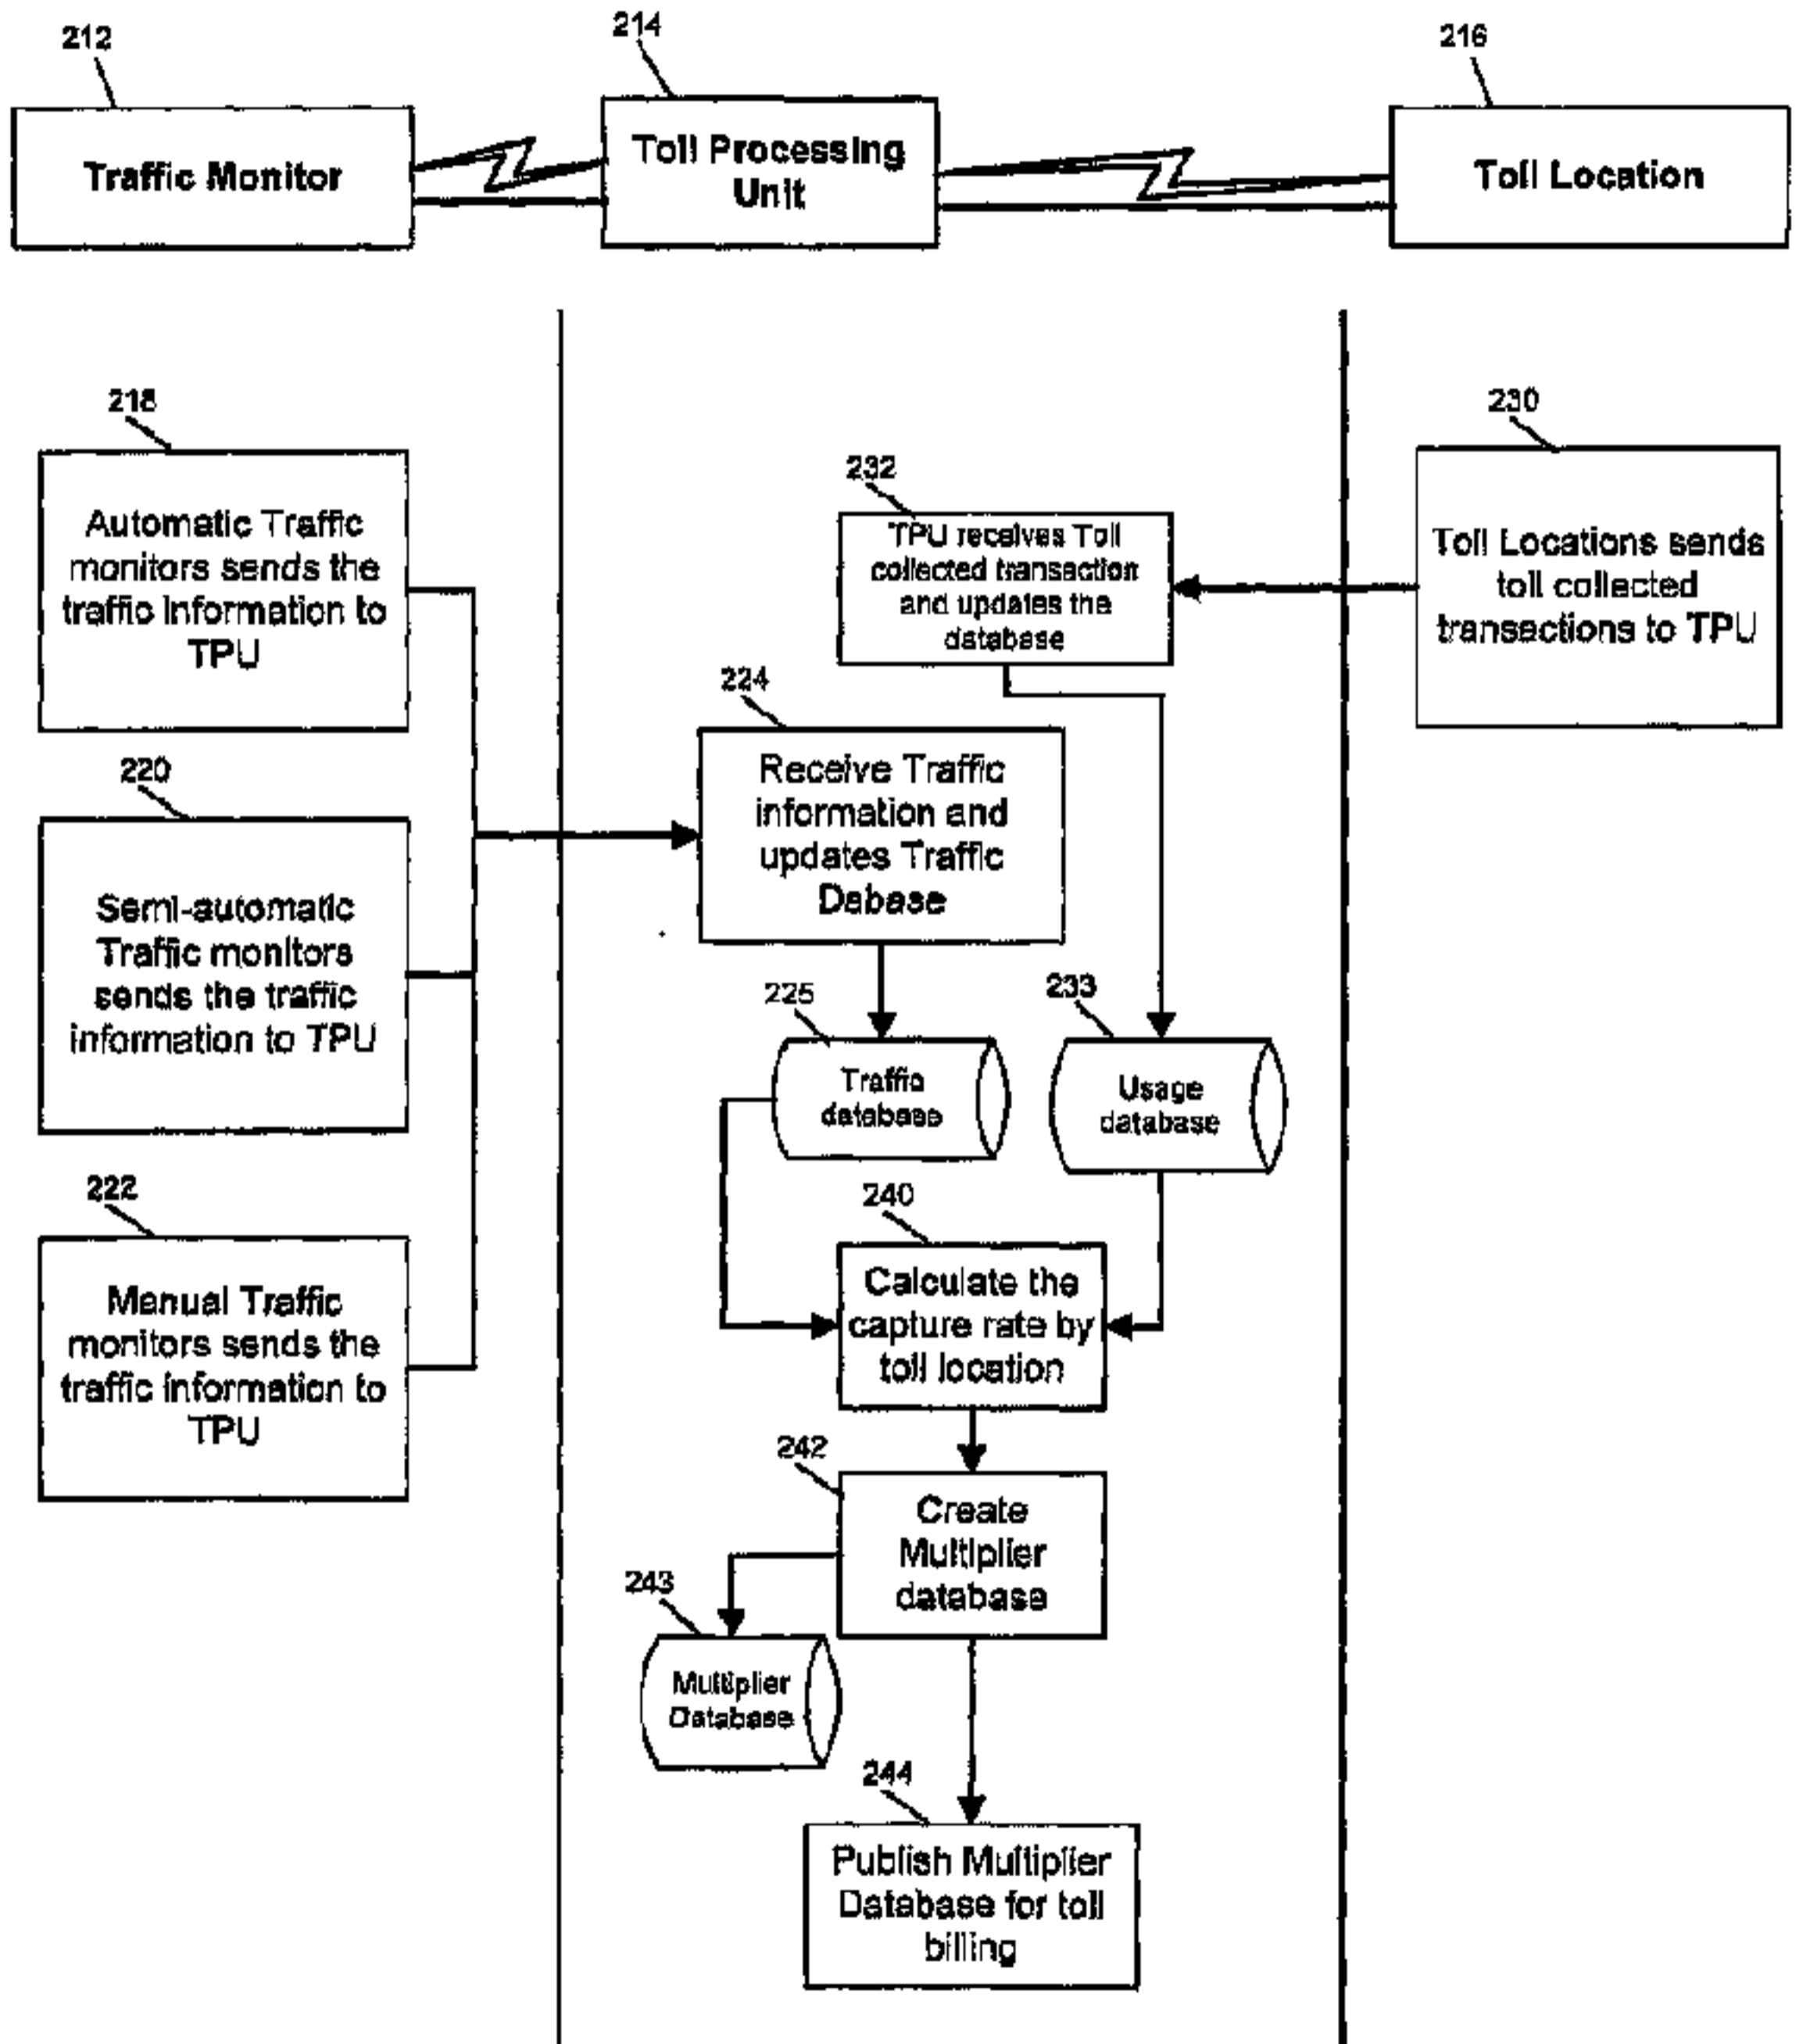 212
214
216
Traffic Monitor
Toll Processing
Unit
Toll Location
218
Automatic Traffic
monitors sends the
traffic information to
TPU
230
Toll Locations sends
toll collected
transactions to TPU
232
TPU receives Toll
collected transaction
and updates the
database
224
Receive Traffic
information and
updates Traffic
Dabase
220
Semi-automatic
Traffic monitors
sends the traffic
information to TPU
225
Traffic
database
233
Usage
database
222
Manual Traffic
monitors sends the
traffic information to
TPU
240
Calculate the
capture rate by
toll location
242
Create
Multiplier
database
243
Multiplier
Database
244
Publish Multiplier
Database for toll
billing